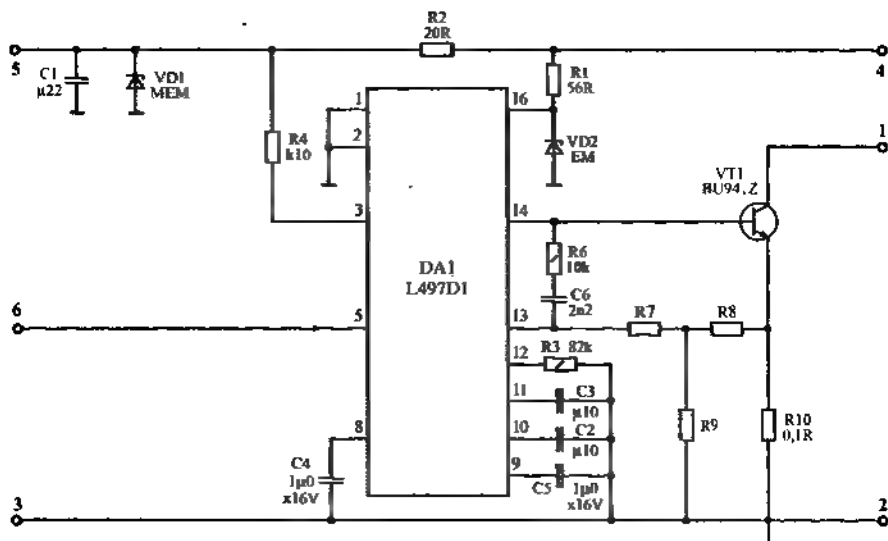 R2
20R
5
4
C1
µ22
VD1
MEM
R1
56R
1
16
1
R4
k10
2
VD2
EM
VT1
BU94.Z
3
14
DA1
L497D1
R6
10k
C6
2n2
6
5
13
R7
R8
12
R3 82k
11
C3
µ10
R9
R10
0,1R
8
10
C2
µ10
C4
1µ0
x16V
9
C5
1µ0
x16V
3
2